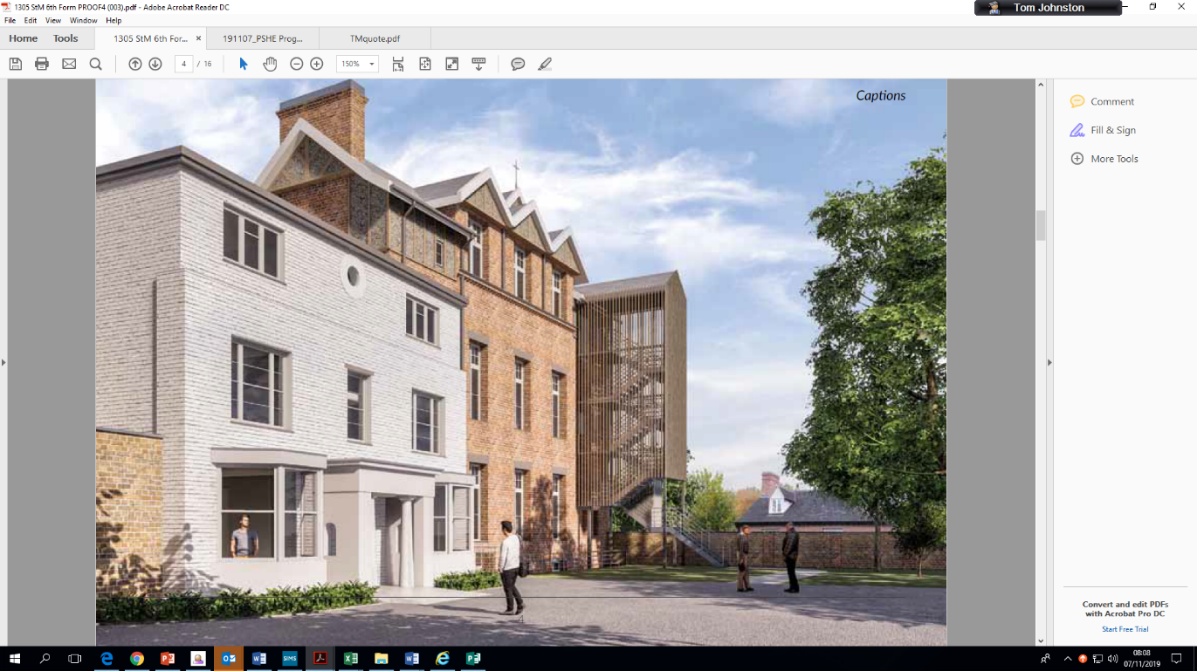 1305 StM 6th Form PROOF4 (003).pdf - Adobe Acrobat Reader DC
Tom Johnston
File Edit View Window Help
Home Tools 1305 StM 6th For... × 191107_PSHE Prog... TMquote.pdf
4 / 16 150%
Captions
Comment
Fill & Sign
More Tools
Convert and edit PDFs
with Acrobat Pro DC
Start Free Trial
SIMS
08:08
07/11/2019